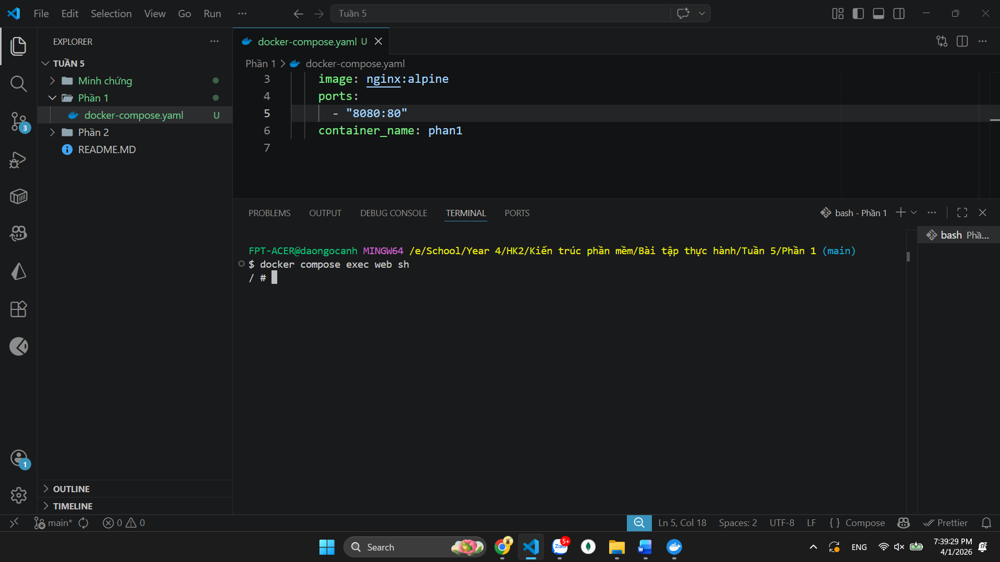 File Edit Selection View Go Run ···
Tuần 5
EXPLORER
TUẦN 5
Minh chứng
Phần 1
docker-compose.yaml U
Phần 2
README.MD
OUTLINE
TIMELINE
3
1
docker-compose.yaml U
Phần 1 > docker-compose.yaml
3 image: nginx:alpine
4 ports:
5 - "8080:80"
6 container_name: phan1
7
PROBLEMS OUTPUT DEBUG CONSOLE TERMINAL PORTS
bash - Phần 1
bash Phầ...
FPT-ACER@daongocanh MINGW64 /e/School/Year 4/HK2/Kiến trúc phần mềm/Bài tập thực hành/Tuần 5/Phần 1 (main)
$ docker compose exec web sh
/ #
main* 0 0
Ln 5, Col 18 Spaces: 2 UTF-8 LF { } Compose Prettier
Search
Zalo 5+
W
ENG
7:39:29 PM
4/1/2026